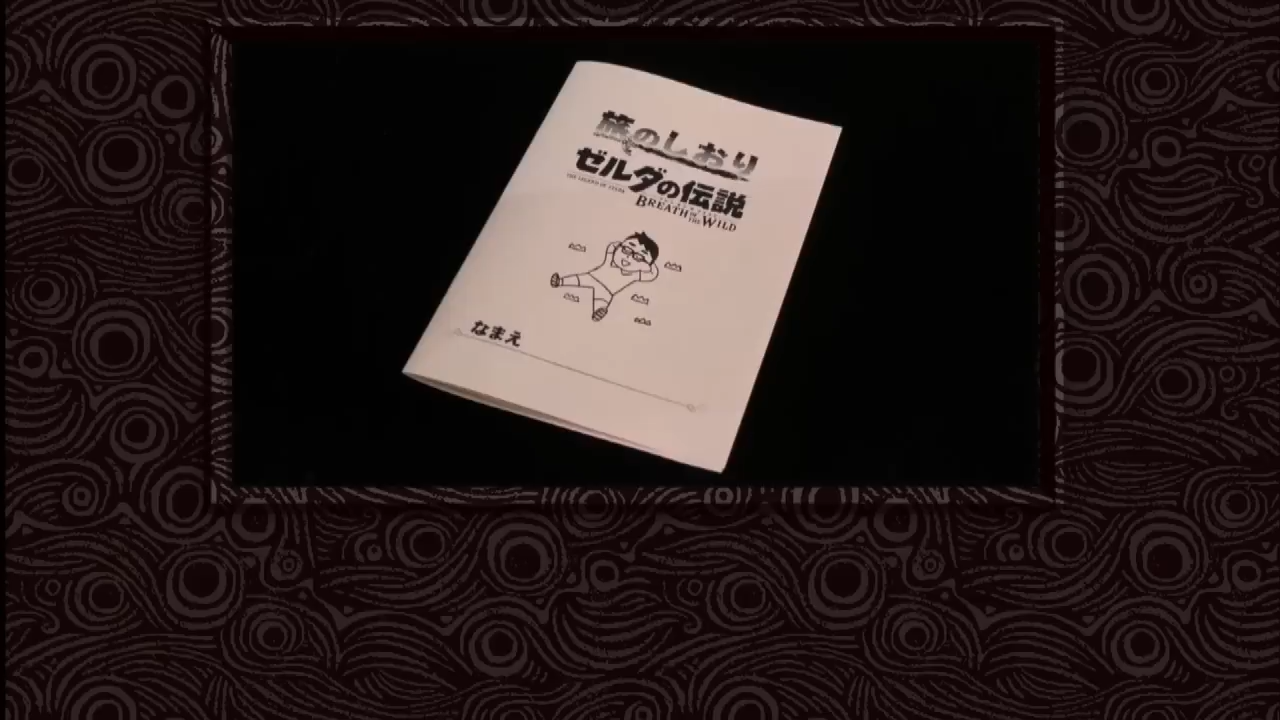 旅のしおり
ゼルダの伝説
THE LEGEND OF ZELDA
BREATH OF THE WILD
なまえ